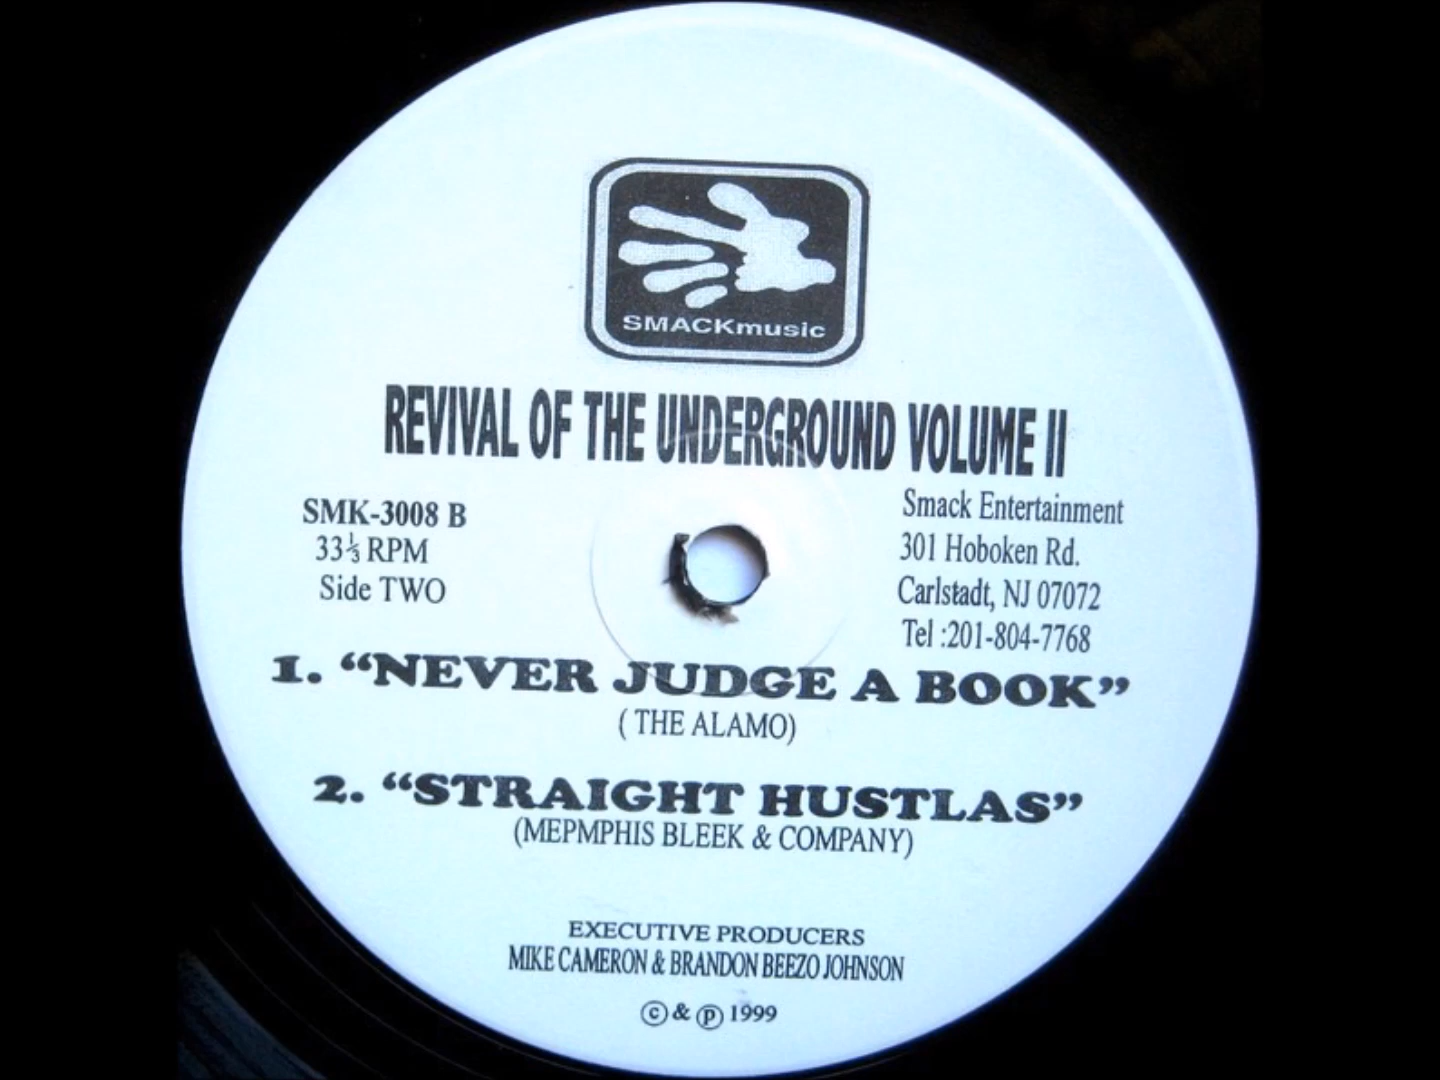 SMACKmusic
REVIVAL OF THE UNDERGROUND VOLUME II
SMK-3008 B
33⅓ RPM
Side TWO
Smack Entertainment
301 Hoboken Rd.
Carlstadt, NJ 07072
Tel :201-804-7768
1. “NEVER JUDGE A BOOK”
( THE ALAMO)
2. “STRAIGHT HUSTLAS”
(MEPMPHIS BLEEK & COMPANY)
EXECUTIVE PRODUCERS
MIKE CAMERON & BRANDON BEEZO JOHNSON
© & ℗ 1999